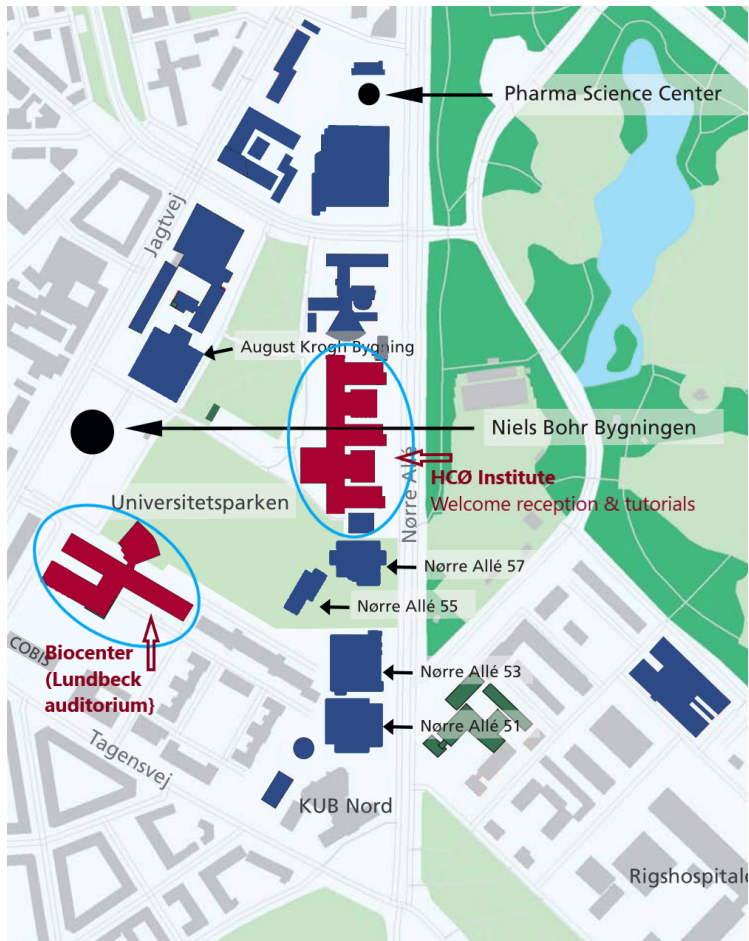 Pharma Science Center
Jagtvej
August Krogh Bygning
Niels Bohr Bygningen
Nørre Allé
HCØ Institute
Welcome reception & tutorials
Universitetsparken
Nørre Allé 57
Nørre Allé 55
COBIS
Biocenter
(Lundbeck
auditorium}
Nørre Allé 53
Nørre Allé 51
Tagensvej
KUB Nord
Rigshospitale